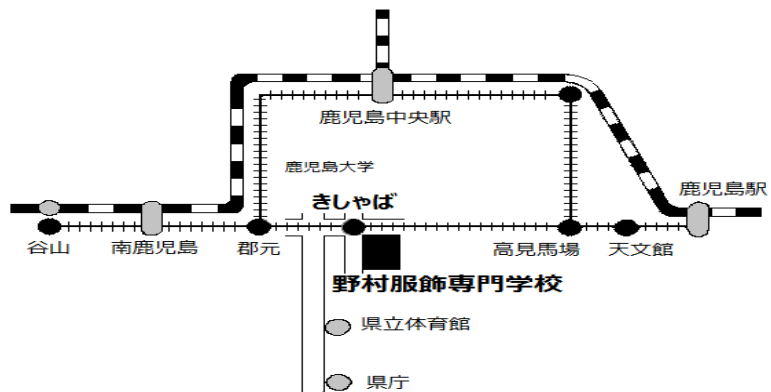 鹿児島中央駅
鹿児島大学
鹿児島駅
きしゃば
谷山
南鹿児島
郡元
高見馬場
天文館
野村服飾専門学校
県立体育館
県庁